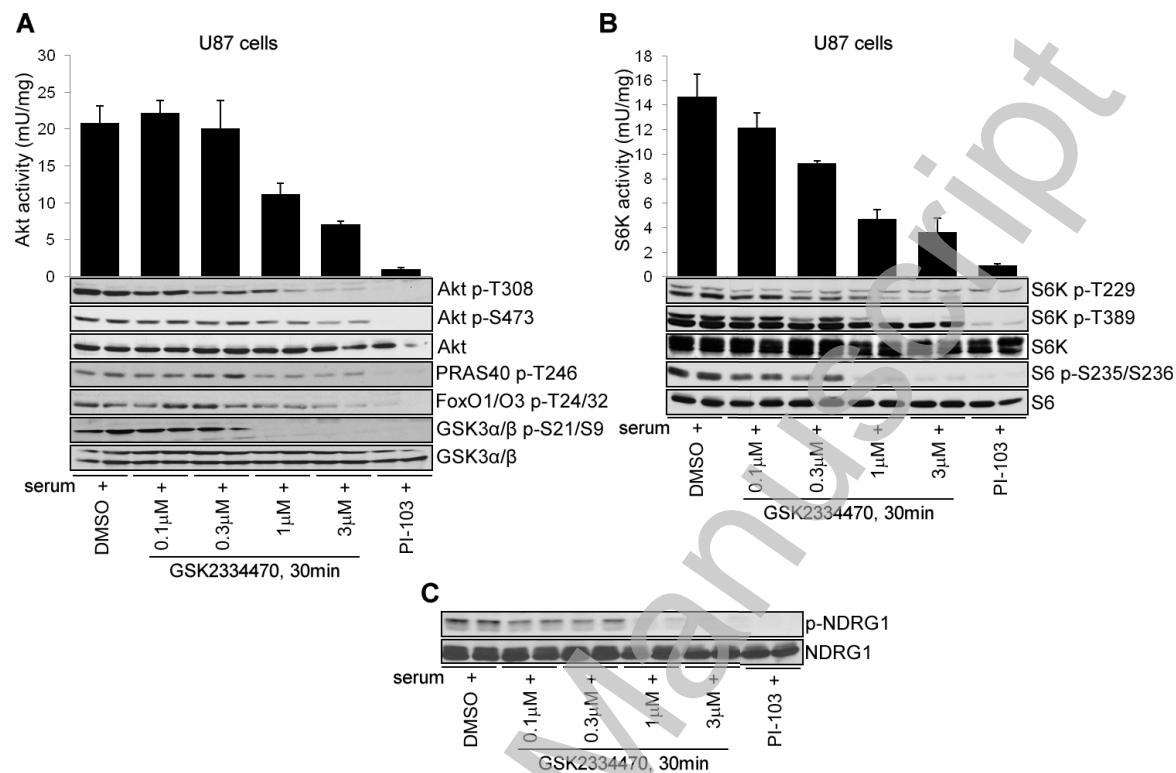 A
U87 cells
Akt activity (mU/mg)
30
25
20
15
10
5
0
Akt p-T308
Akt p-S473
Akt
PRAS40 p-T246
FoxO1/O3 p-T24/32
GSK3α/β p-S21/S9
GSK3α/β
serum + + + + + +
DMSO 0.1μM 0.3μM 1μM 3μM PI-103
GSK2334470, 30min
B
U87 cells
S6K activity (mU/mg)
18
16
14
12
10
8
6
4
2
0
S6K p-T229
S6K p-T389
S6K
S6 p-S235/S236
S6
serum + + + + + +
DMSO 0.1μM 0.3μM 1μM 3μM PI-103
GSK2334470, 30min
C
p-NDRG1
NDRG1
serum + + + + + +
DMSO 0.1μM 0.3μM 1μM 3μM PI-103
GSK2334470, 30min
Manuscript